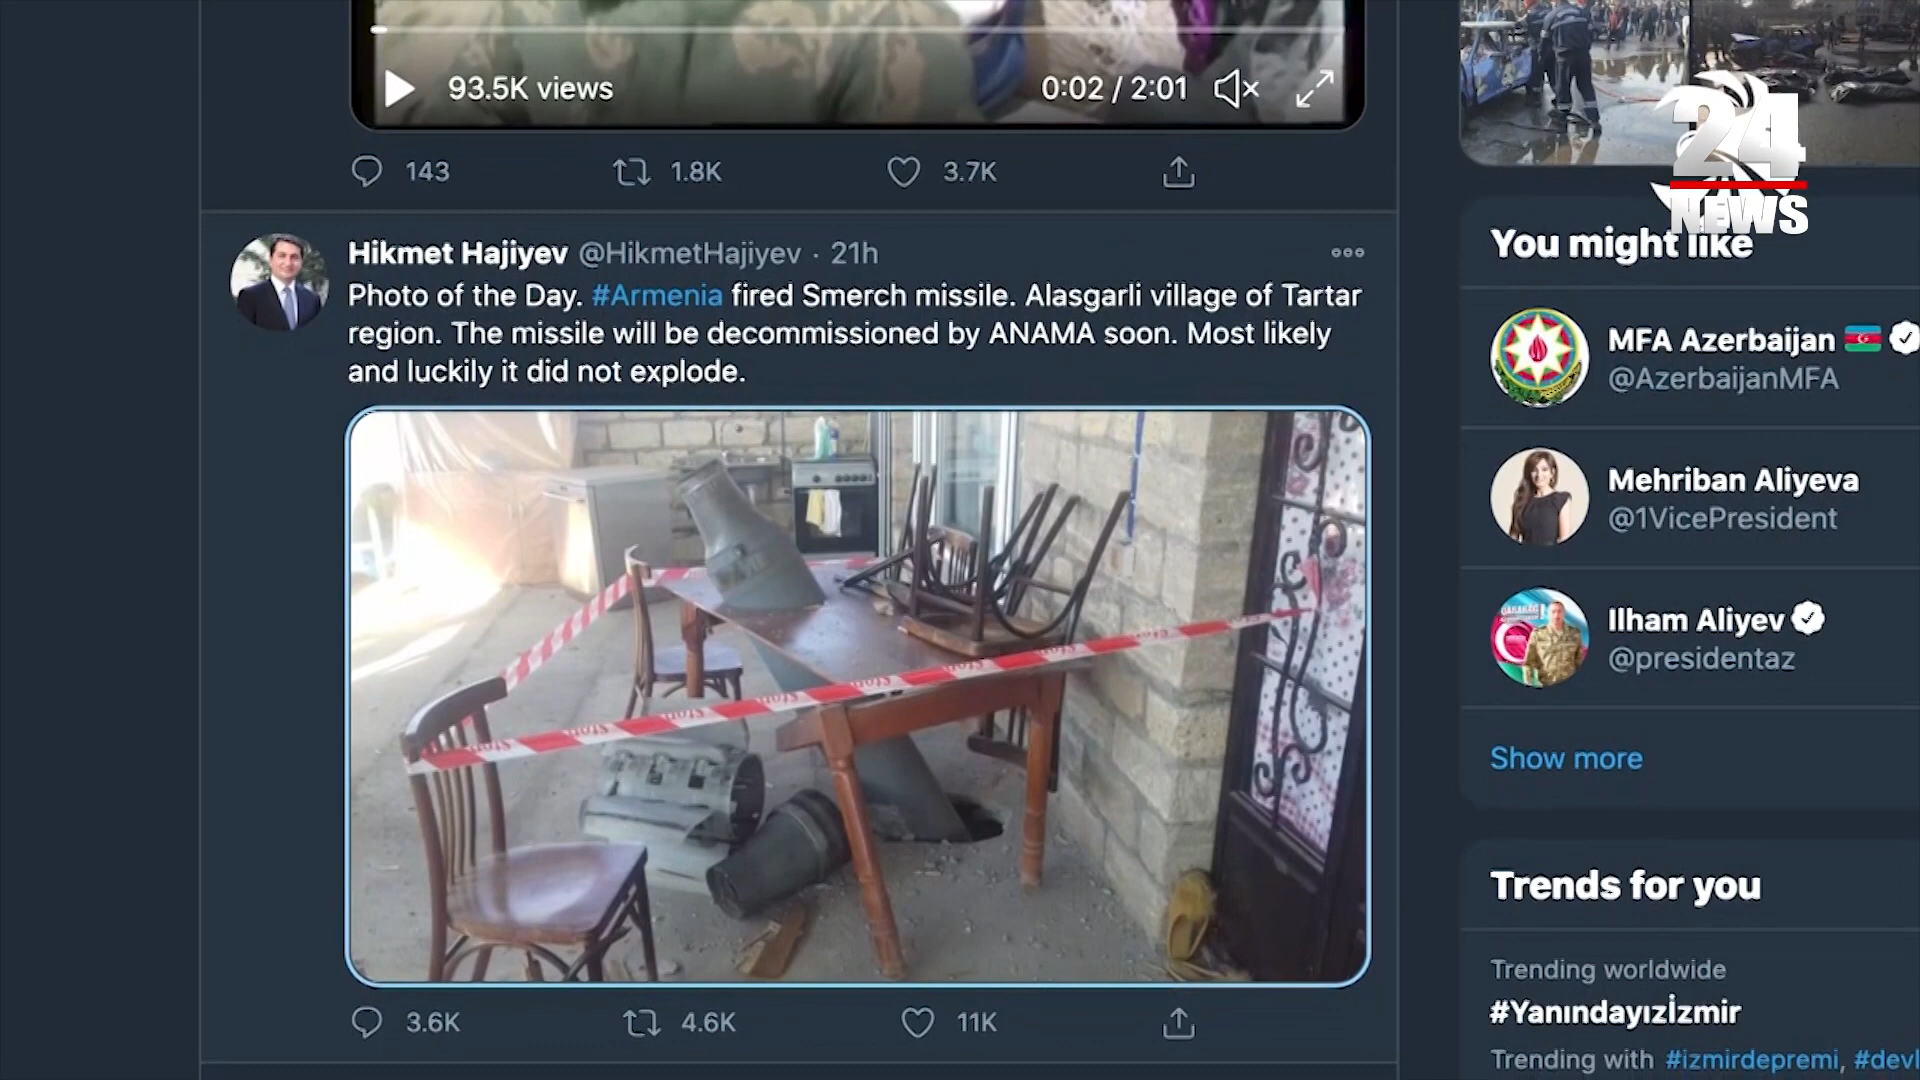 93.5K views
0:02 / 2:01
143
1.8K
3.7K
Hikmet Hajiyev @HikmetHajiyev · 21h
Photo of the Day. #Armenia fired Smerch missile. Alasgarli village of Tartar
region. The missile will be decommissioned by ANAMA soon. Most likely
and luckily it did not explode.
3.6K
4.6K
11K
24
NEWS
You might like
MFA Azerbaijan
@AzerbaijanMFA
Mehriban Aliyeva
@1VicePresident
Ilham Aliyev
@presidentaz
Show more
Trends for you
Trending worldwide
#Yanındayızİzmir
Trending with #izmirdepremi, #devl